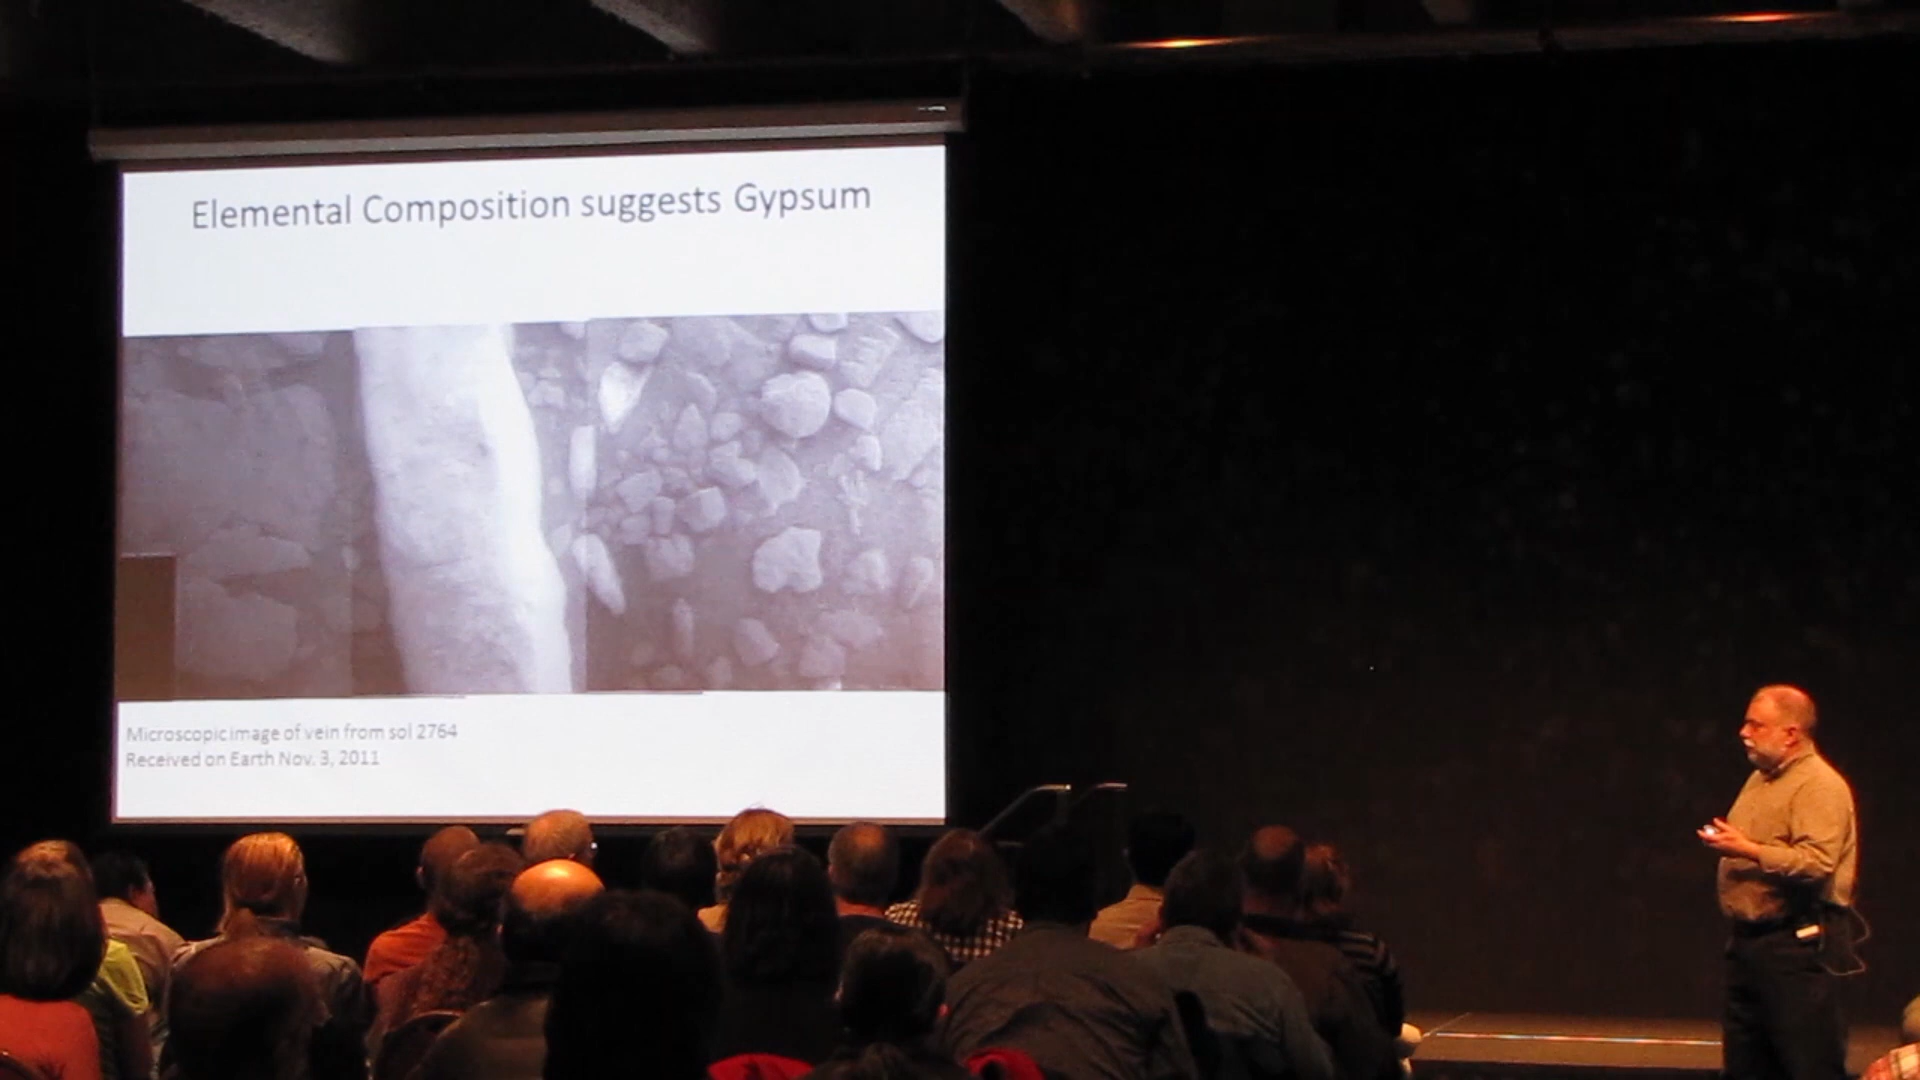 Elemental Composition suggests Gypsum
Microscopic image of vein from sol 2764
Received on Earth Nov. 3, 2011